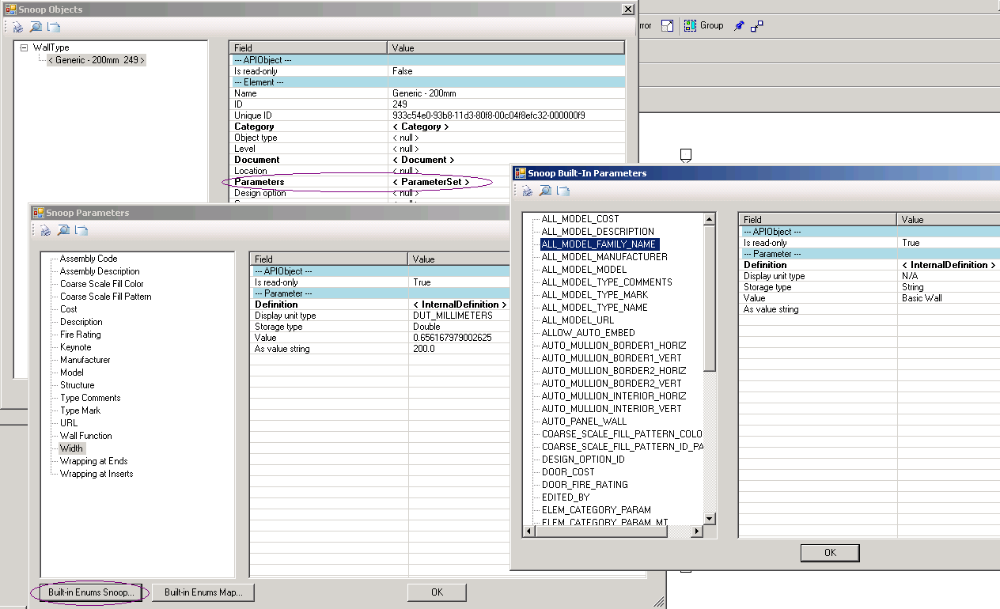 Snoop Objects
rror
Group
WallType
< Generic - 200mm 249 >
Field Value
--- APIObject ---
Is read-only False
--- Element ---
Name Generic - 200mm
ID 249
Unique ID 933c54e0-93b8-11d3-80f8-00c04f8efc32-000000f9
Category < Category >
Object type < null >
Level < null >
Document < Document >
Location < null >
Parameters < ParameterSet >
Design option < null >
Snoop Parameters
Assembly Code
Assembly Description
Coarse Scale Fill Color
Coarse Scale Fill Pattern
Cost
Description
Fire Rating
Keynote
Manufacturer
Model
Structure
Type Comments
Type Mark
URL
Wall Function
Width
Wrapping at Ends
Wrapping at Inserts
Field Value
--- APIObject ---
Is read-only True
--- Parameter ---
Definition < InternalDefinition >
Display unit type DUT_MILLIMETERS
Storage type Double
Value 0.656167979002625
As value string 200.0
Built-in Enums Snoop...
Built-in Enums Map...
OK
Snoop Built-In Parameters
ALL_MODEL_COST
ALL_MODEL_DESCRIPTION
ALL_MODEL_FAMILY_NAME
ALL_MODEL_MANUFACTURER
ALL_MODEL_MODEL
ALL_MODEL_TYPE_COMMENTS
ALL_MODEL_TYPE_MARK
ALL_MODEL_TYPE_NAME
ALL_MODEL_URL
ALLOW_AUTO_EMBED
AUTO_MULLION_BORDER1_HORIZ
AUTO_MULLION_BORDER1_VERT
AUTO_MULLION_BORDER2_HORIZ
AUTO_MULLION_BORDER2_VERT
AUTO_MULLION_INTERIOR_HORIZ
AUTO_MULLION_INTERIOR_VERT
AUTO_PANEL_WALL
COARSE_SCALE_FILL_PATTERN_COLO
COARSE_SCALE_FILL_PATTERN_ID_PA
DESIGN_OPTION_ID
DOOR_COST
DOOR_FIRE_RATING
EDITED_BY
ELEM_CATEGORY_PARAM
ELEM_CATEGORY_PARAM_MT
Field Value
--- APIObject ---
Is read-only True
--- Parameter ---
Definition < InternalDefinition >
Display unit type N/A
Storage type String
Value Basic Wall
As value string
OK